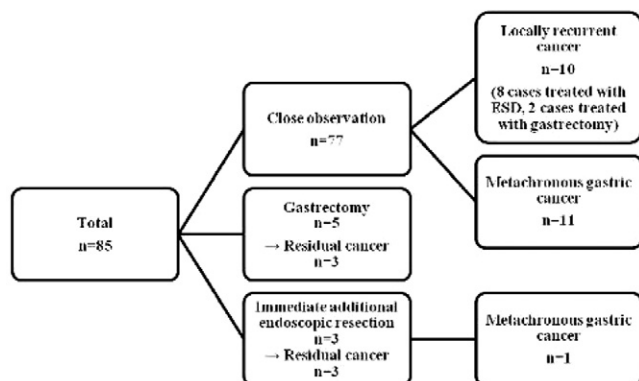 Total
n=85
Close observation
n=77
Gastrectomy
n–5
→ Residual cancer
n–3
Immediate additional
endoscopic resection
n=3
→ Residual cancer
n–3
Locally recurrent
cancer
n–10
(8 cases treated with
RSD, 2 cases treated
with gastrectomy)
Metachronous gastric
cancer
n–11
Metachronous gastric
cancer
n–1